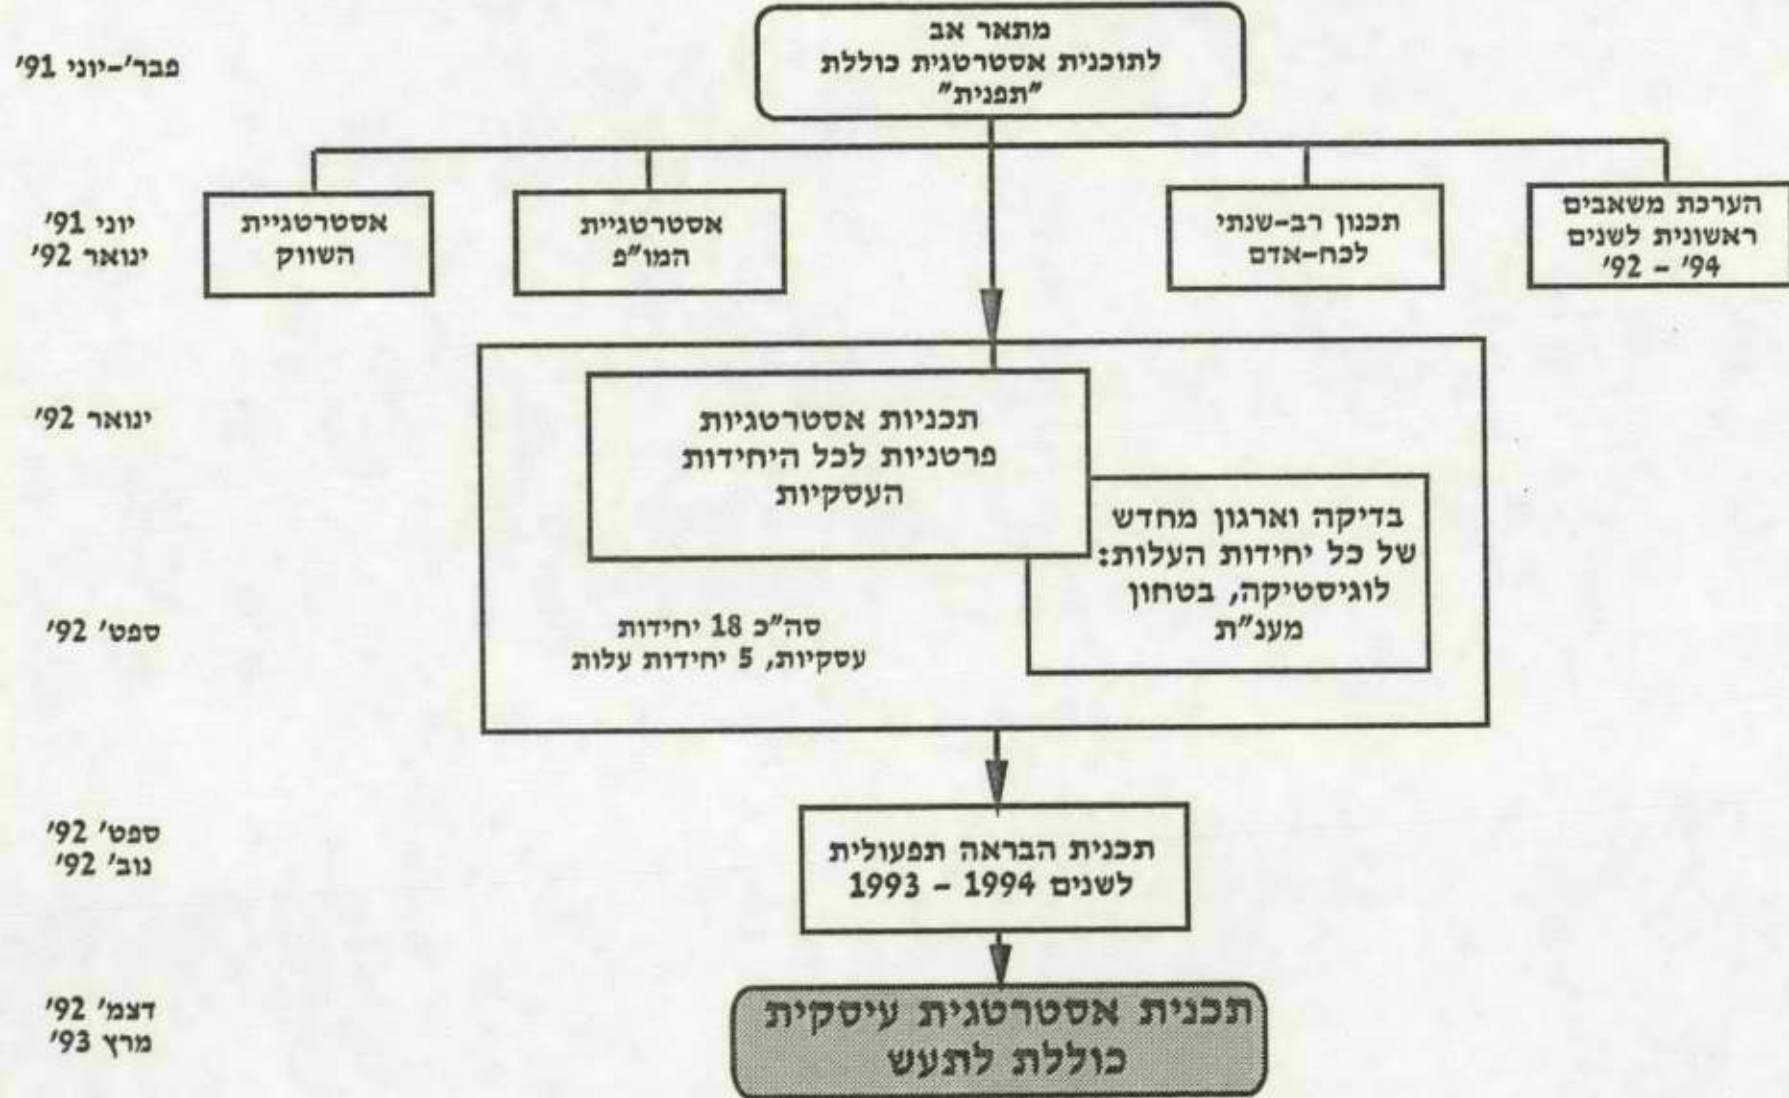 מתאר אב
לתוכנית אסטרטגית כוללת
"תפנית"
פבר'-יוני 91'
הערכת משאבים
ראשונית לשנים
94' - 92'
תכנון רב-שנתי
לכח-אדם
אסטרטגיית
המו"פ
אסטרטגיית
השווק
יוני 91'
ינואר 92'
תכניות אסטרטגיות
פרטניות לכל היחידות
העסקיות
ינואר 92'
בדיקה וארגון מחדש
של כל יחידות העלות:
לוגיסטיקה, בטחון
מענ"ת
סה"כ 18 יחידות
עסקיות, 5 יחידות עלות
ספט' 92'
תכנית הבראה תפעולית
לשנים 1994 - 1993
ספט' 92'
נוב' 92'
תכנית אסטרטגית עיסקית
כוללת לתעש
דצמ' 92'
מרץ 93'